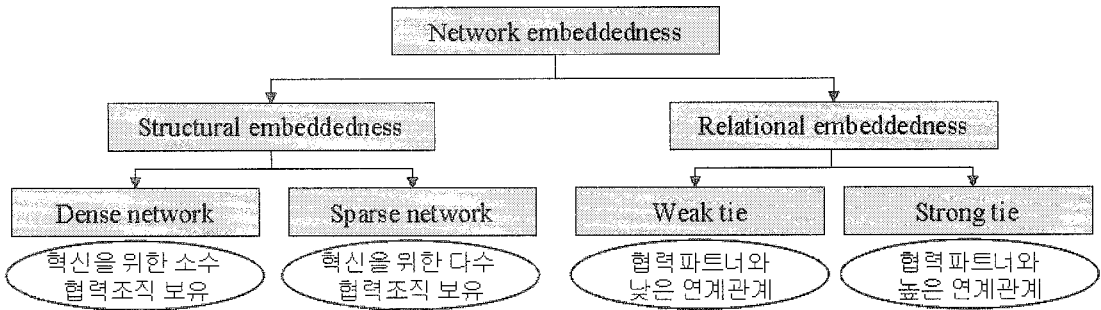 Network embeddedness
Structural embeddedness
Relational embeddedness
Dense network
Sparse network
Weak tie
Strong tie
혁신을 위한 소수
협력조직 보유
혁신을 위한 다수
협력조직 보유
협력 파트너와
낮은 연계관계
협력 파트너와
높은 연계관계